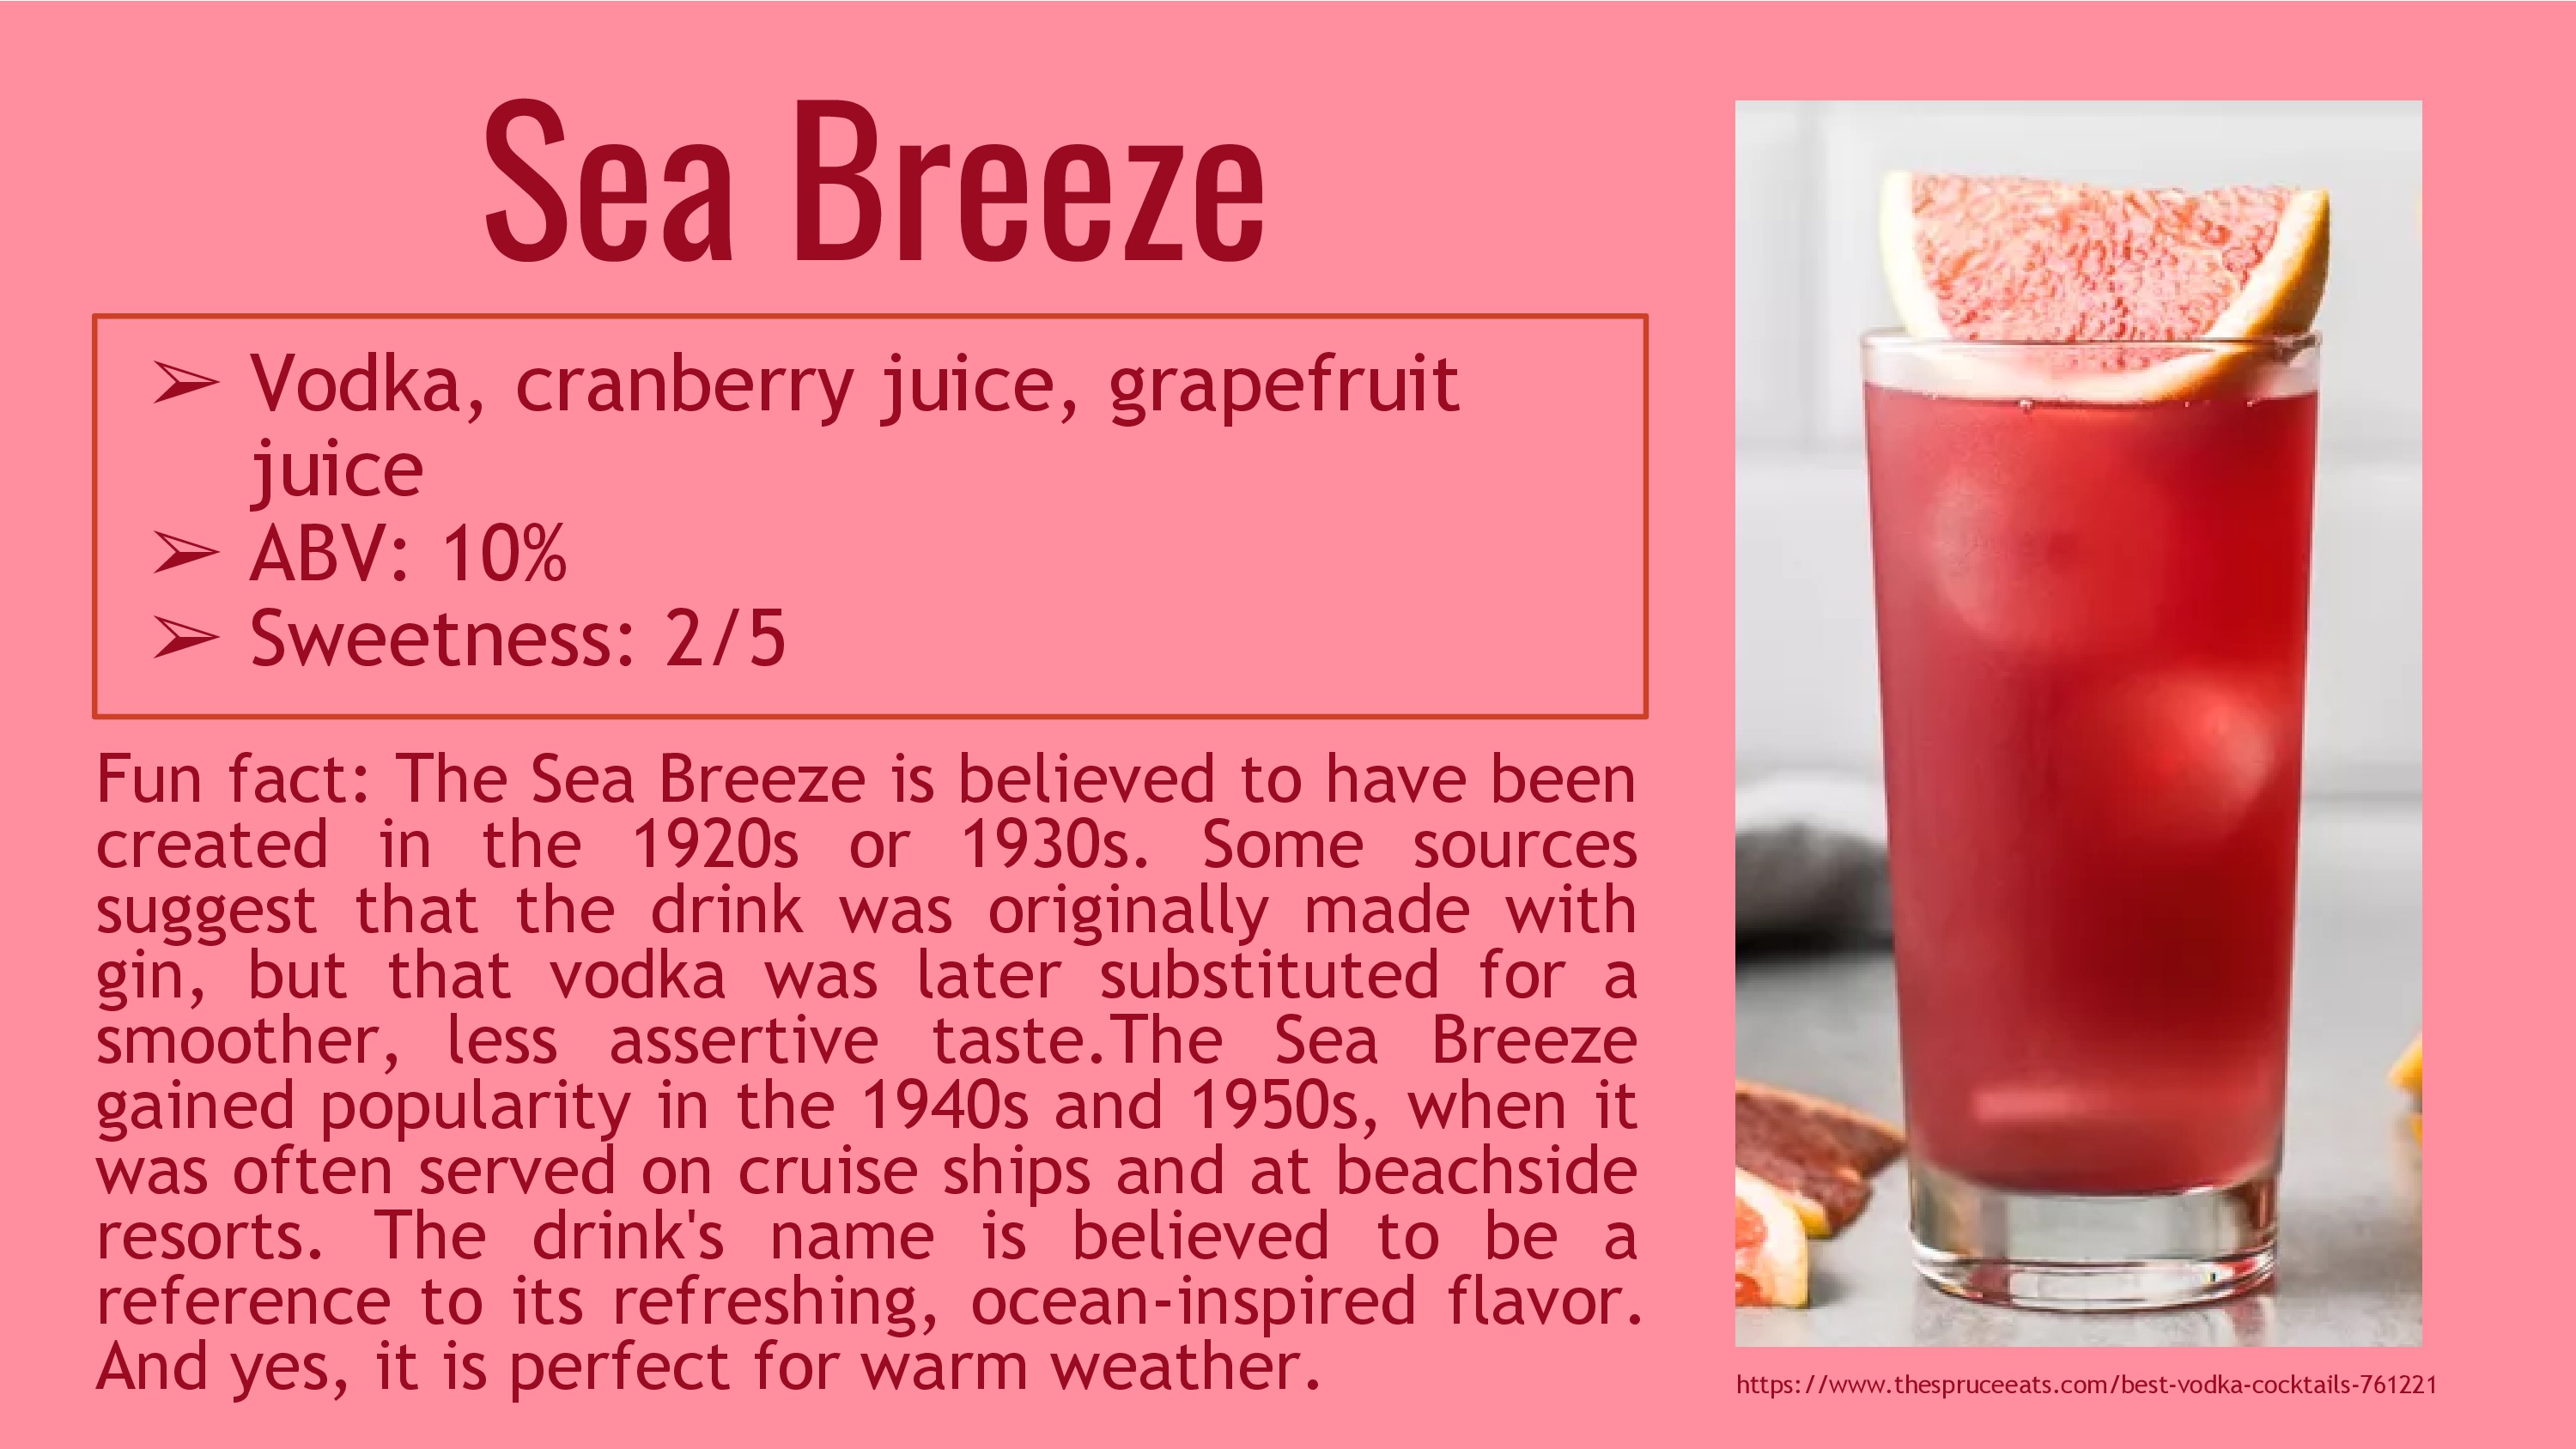 Sea Breeze
➢ Vodka, cranberry juice, grapefruit
juice
➢ ABV: 10%
➢ Sweetness: 2/5
Fun fact: The Sea Breeze is believed to have been
created in the 1920s or 1930s. Some sources
suggest that the drink was originally made with
gin, but that vodka was later substituted for a
smoother, less assertive taste.The Sea Breeze
gained popularity in the 1940s and 1950s, when it
was often served on cruise ships and at beachside
resorts. The drink's name is believed to be a
reference to its refreshing, ocean-inspired flavor.
And yes, it is perfect for warm weather.
https://www.thespruceeats.com/best-vodka-cocktails-761221